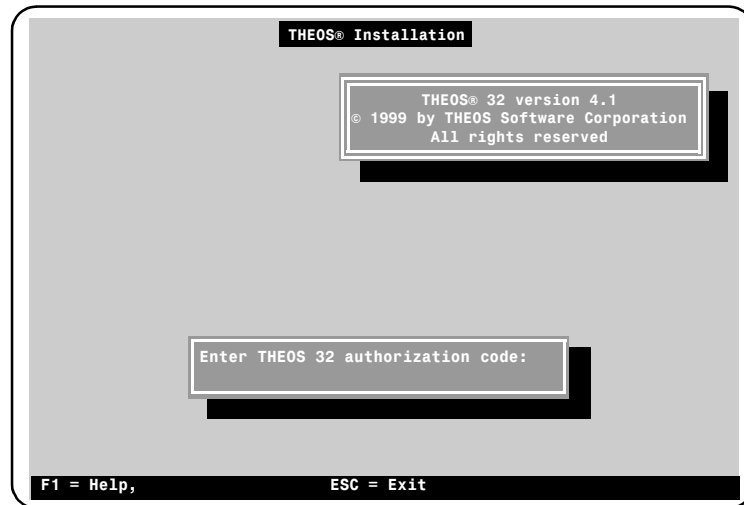 THEOS® Installation
THEOS® 32 version 4.1
© 1999 by THEOS Software Corporation
All rights reserved
Enter THEOS 32 authorization code:
F1 = Help, ESC = Exit